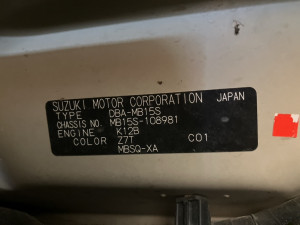 SUZUKI MOTOR CORPORATION JAPAN
TYPE DBA-MB15S
CHASSIS NO. MB15S-108981
ENGINE K12B
COLOR Z7T C01
MBSQ-XA